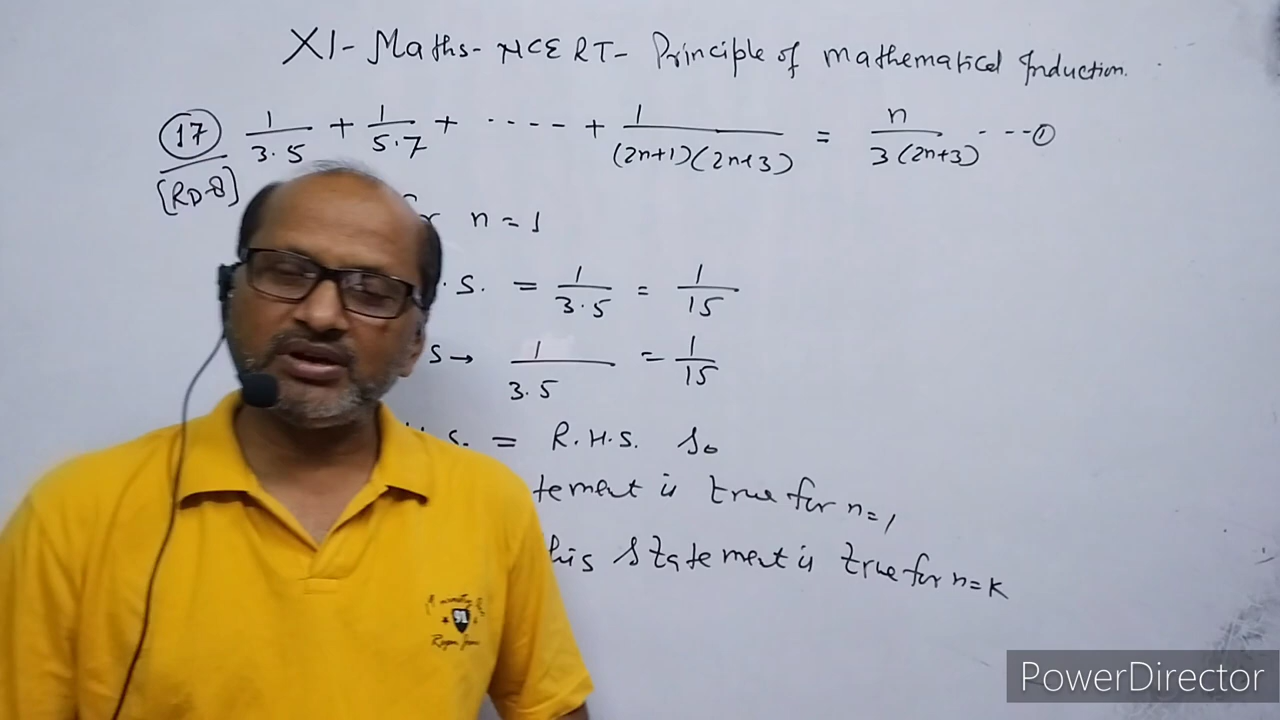 XI- Maths- NCERT- Principle of mathematical Induction.
17 1/3.5 + 1/5.7 + ---- + 1/(2n+1)(2n+3) = n/3(2n+3) ---①
[RD-8]
r n=1
.S. = 1/3.5 = 1/15
S→ 1/3.5 = 1/15
.S. = R.H.S. So
tement is true for n=1
his statement is true for n=K
91
PowerDirector